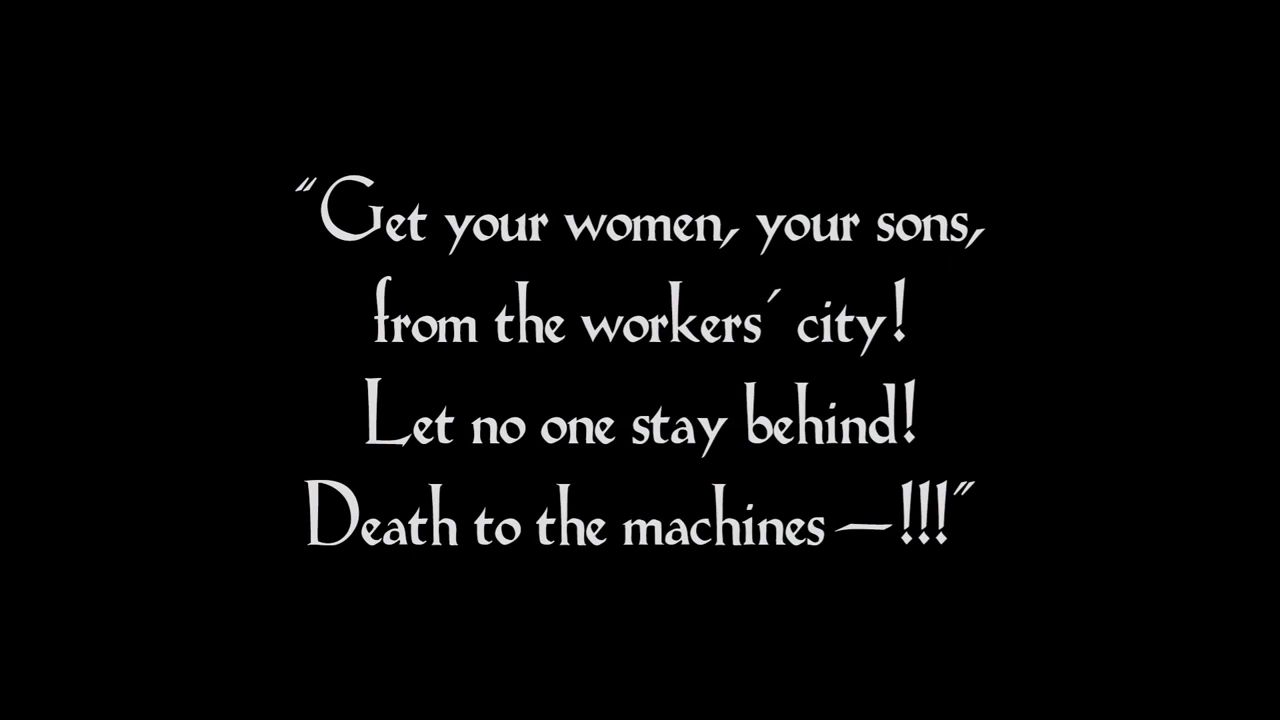 "Get your women, your sons,
from the workers´ city!
Let no one stay behind!
Death to the machines —!!!"